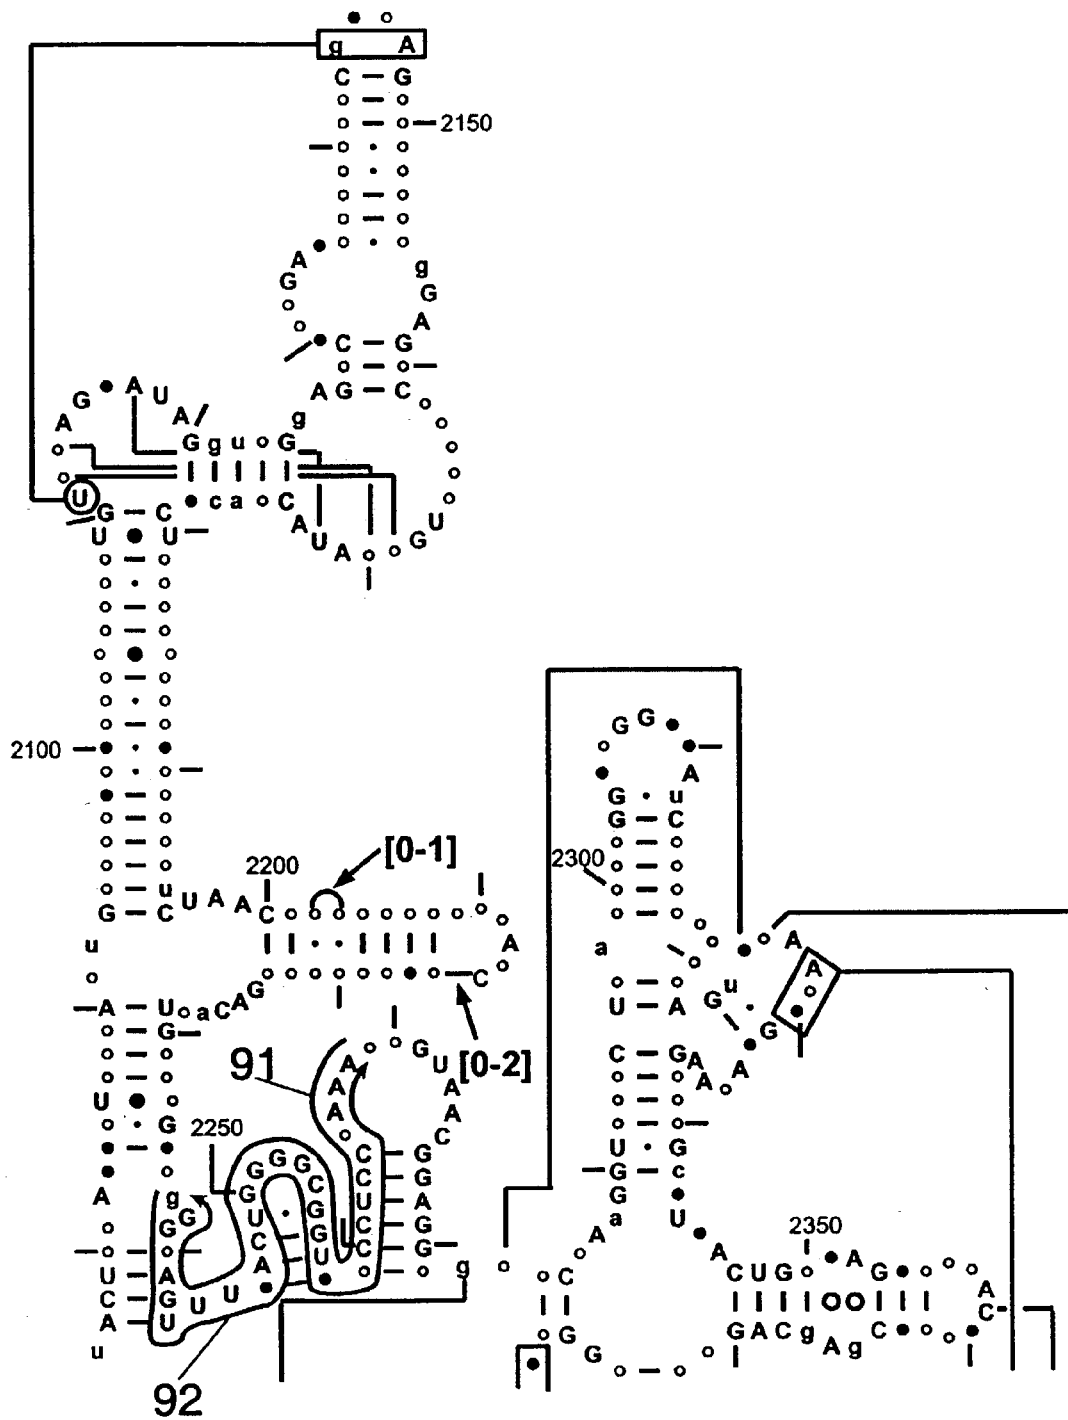 g A
C G
2150
A
G
g
G
A
C G
A G C
g
A G A U A
G g u G
U
c a C
G C
U U
A U A G U
2100
G G
A
G u
G C
2300
[0-1]
2200
u
G C U A A C
A
C
u
a
A U a C A G
G
[0-2]
A A
G
U
U A
G u
G
C G
A A A
G
91
A A A
G U A A C
U
G
2250
C C U U C C
G G A G G
G G G C G G U
G U C A
g G G
A G U
U U
A
U C A
u
92
g
U G G a
G c U
2350
A
C
A C U G A G
A C
G A C g A g C
G G